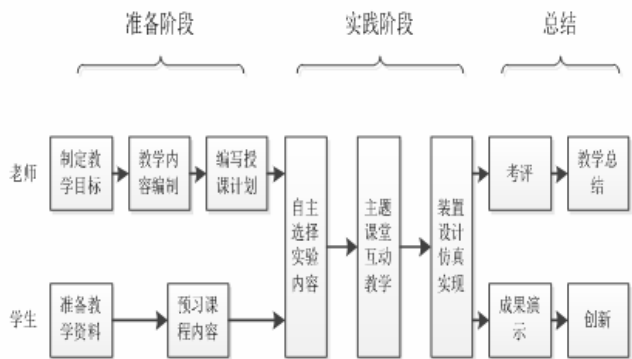 准备阶段
实践阶段
总结
老师
制定教
学目标
教学内
容编制
编写授
课计划
自主
选择
实验
内容
主题
课堂
互动
教学
装置
设计
仿真
实现
考评
教学总
结
学生
准备教
学资料
预习课
程内容
成果演
示
创新